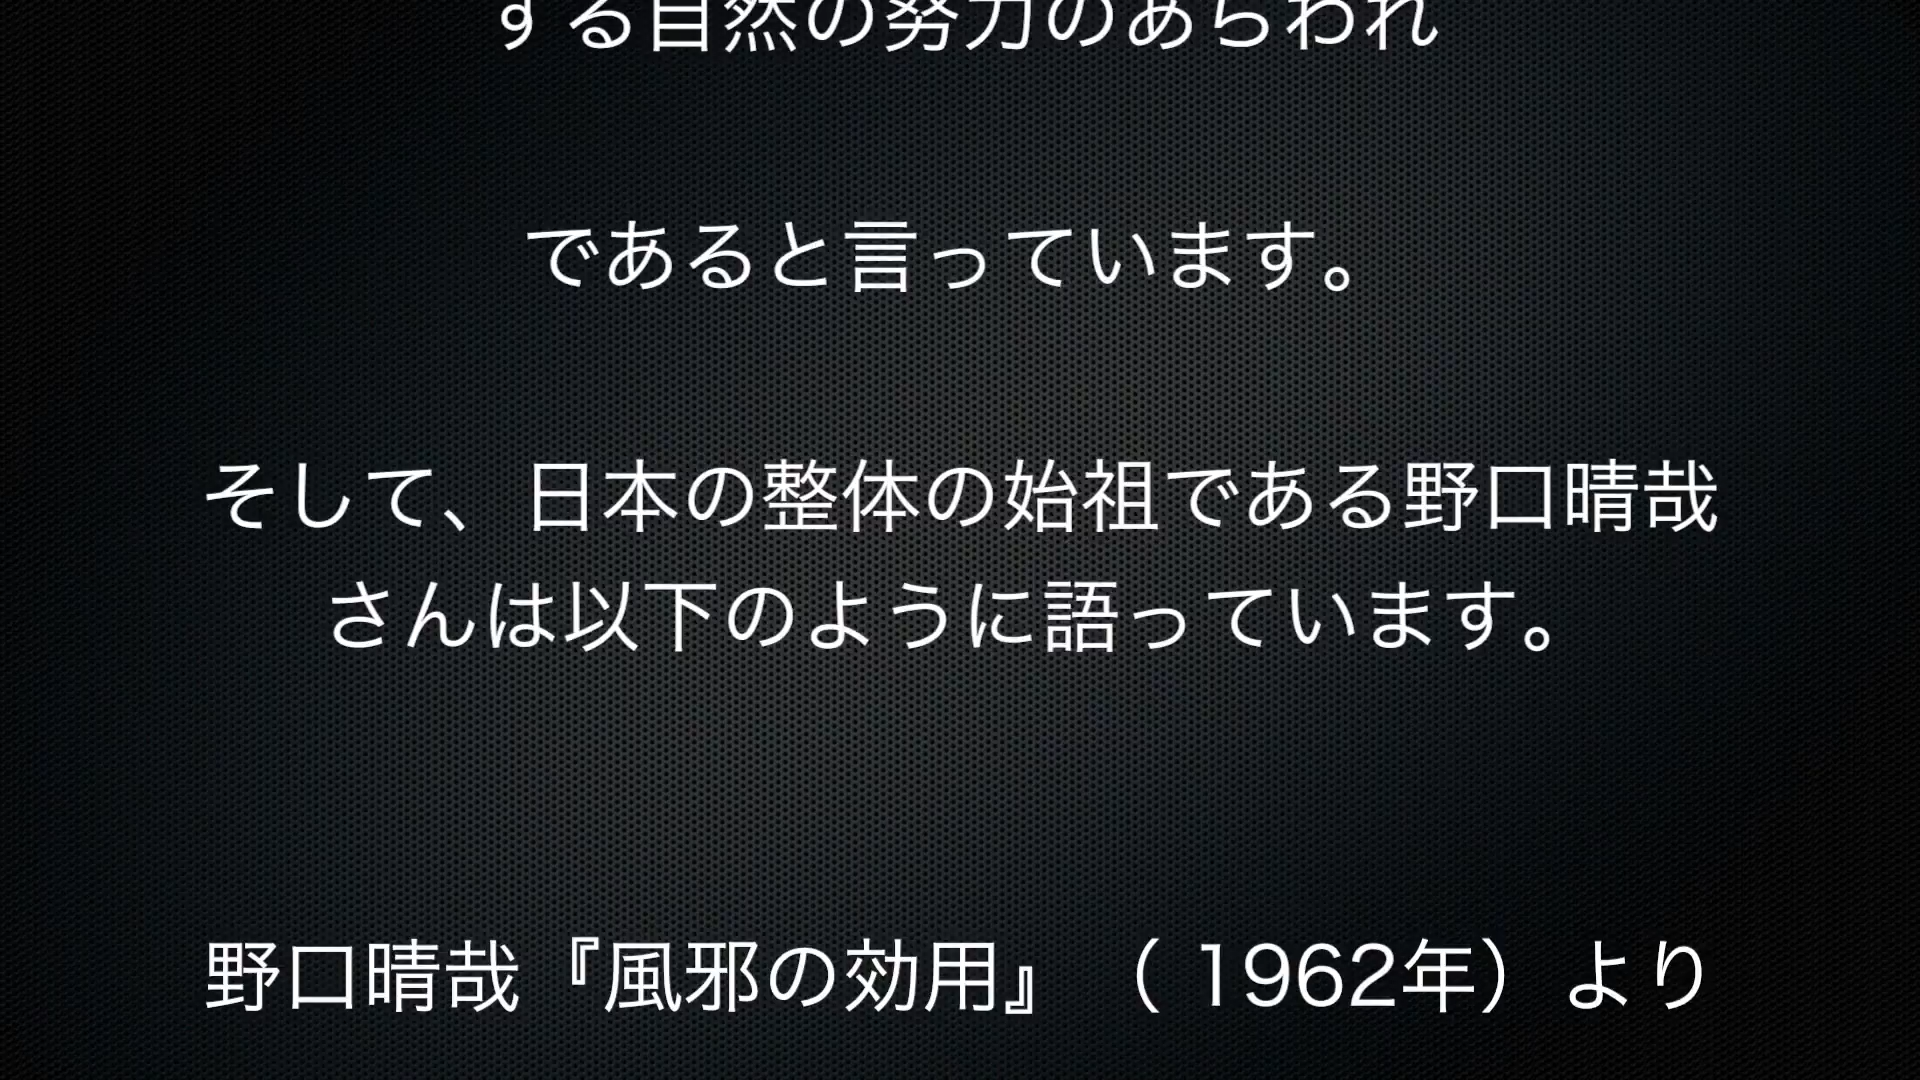 する自然の努力のあらわれ
であると言っています。
そして、日本の整体の始祖である野口晴哉
さんは以下のように語っています。
野口晴哉『風邪の効用』（1962年）より